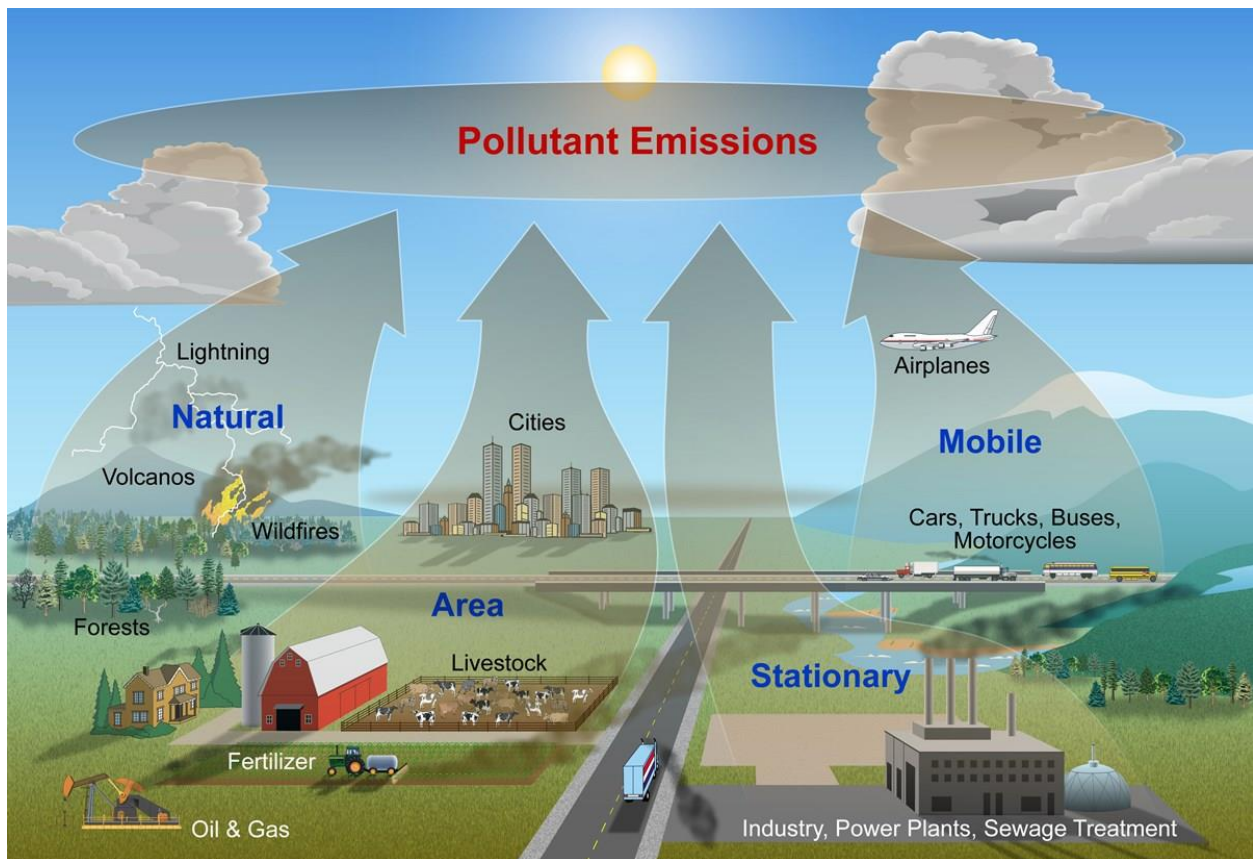 Pollutant Emissions
Lightning
Natural
Volcanos
Wildfires
Forests
Cities
Area
Livestock
Fertilizer
Oil & Gas
Airplanes
Mobile
Cars, Trucks, Buses,
Motorcycles
Stationary
Industry, Power Plants, Sewage Treatment